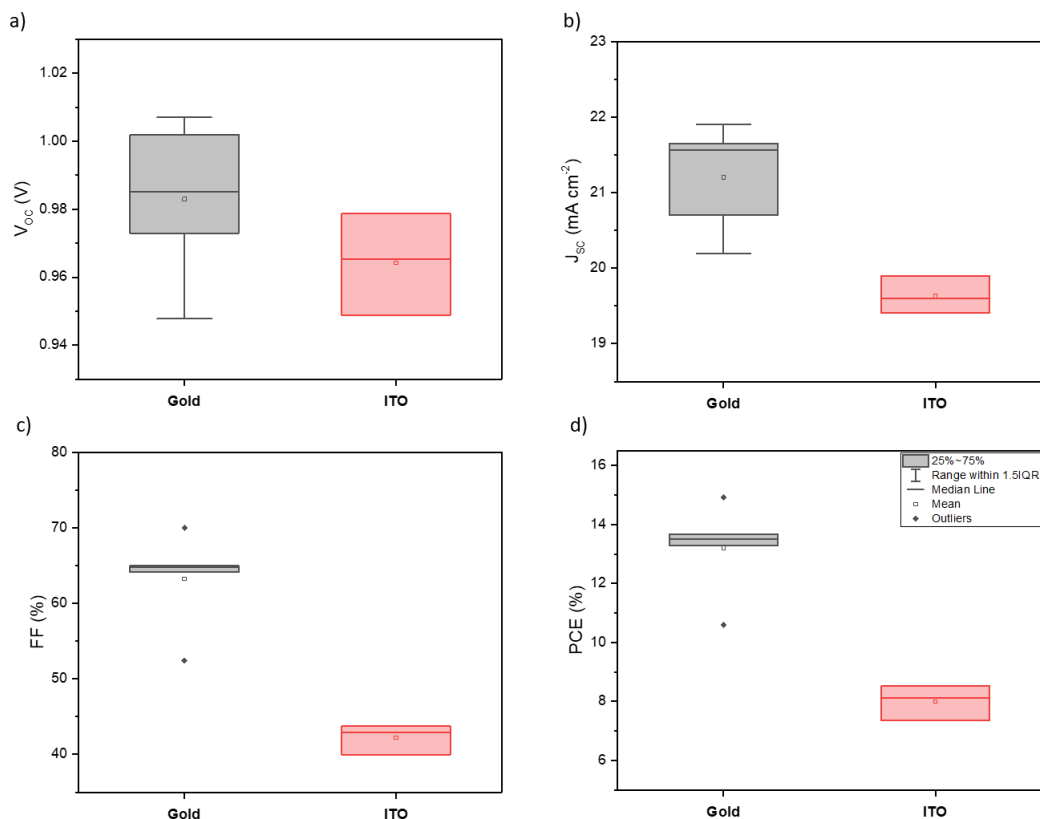 a)
1.02
1.00
0.98
0.96
0.94
V_OC (V)
Gold
ITO
b)
23
22
21
20
19
J_SC (mA cm⁻²)
Gold
ITO
c)
80
70
60
50
40
FF (%)
Gold
ITO
d)
16
14
12
10
8
6
PCE (%)
25%~75%
Range within 1.5IQR
Median Line
Mean
Outliers
Gold
ITO